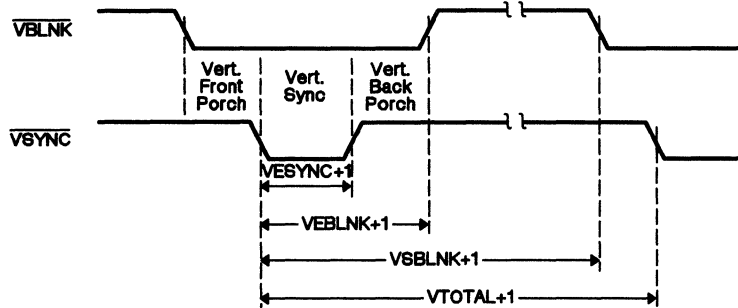 VBLNK
Vert. Front Porch
Vert. Sync
Vert. Back Porch
VSYNC
VESYNC+1
VEBLNK+1
VSBLNK+1
VTOTAL+1